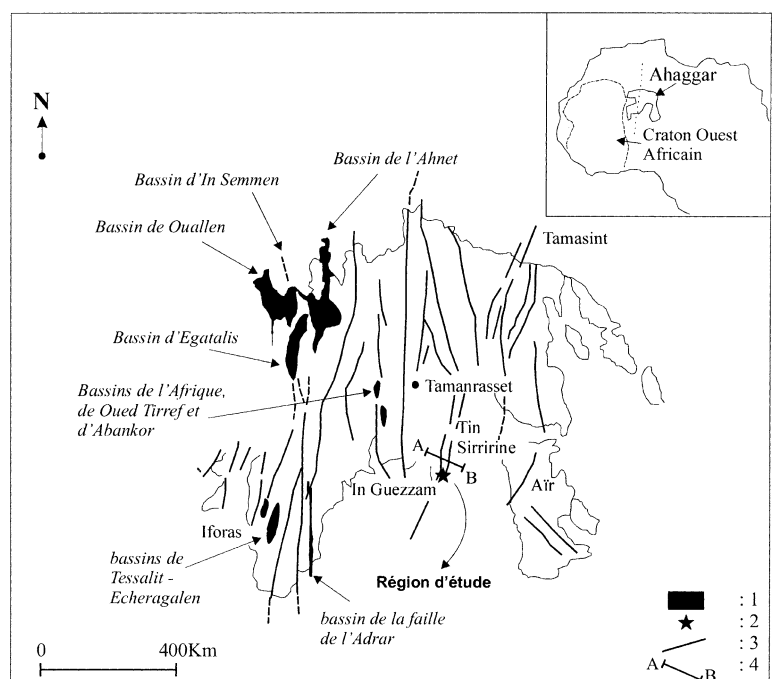 Ahaggar
Craton Ouest
Africain
N
Bassin de l'Ahnet
Bassin d'In Semmen
Bassin de Ouallen
Tamasint
Bassin d'Egatalis
Bassins de l'Afrique,
de Oued Tirref et
d'Abankor
Tamanrasset
Tin
Sirririne
A
B
In Guezzam
Aïr
Iforas
bassins de
Tessalit -
Echeragalen
Région d'étude
bassin de la faille
de l'Adrar
0 400Km
: 1
: 2
: 3
A B : 4